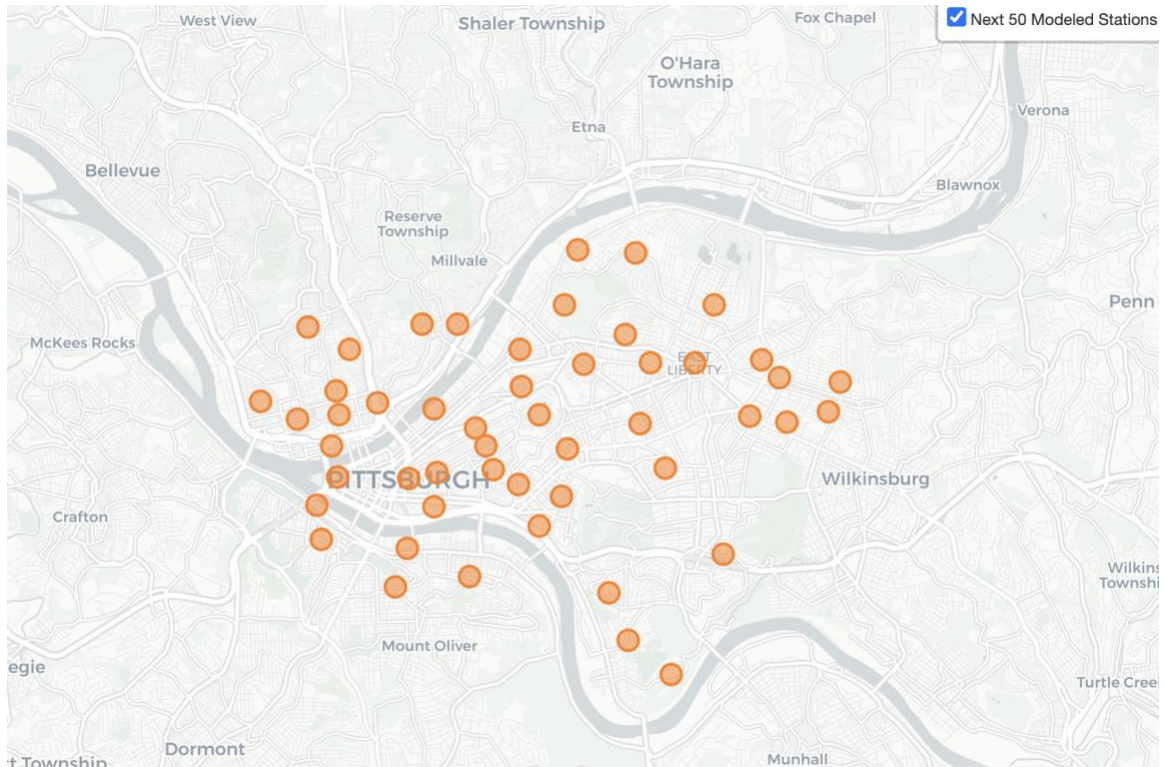 West View
Shaler Township
Fox Chapel
Next 50 Modeled Stations
O'Hara
Township
Verona
Etna
Bellevue
Blawnox
Reserve
Township
Millvale
Penn
McKees Rocks
EAST
LIBERTY
PITTSBURGH
Wilkinsburg
Crafton
Wilkins
Townshi
Mount Oliver
egie
Turtle Creel
Dormont
Munhall
t Township